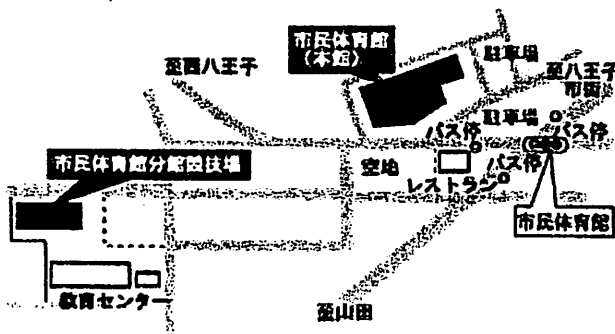 市民体育館
(本館)
駐車場
至西八王子
至八王子
市街
駐車場
バス停
バス停
市民体育館分館競技場
空地
バス停
レストラン
市民体育館
教育センター
至山田